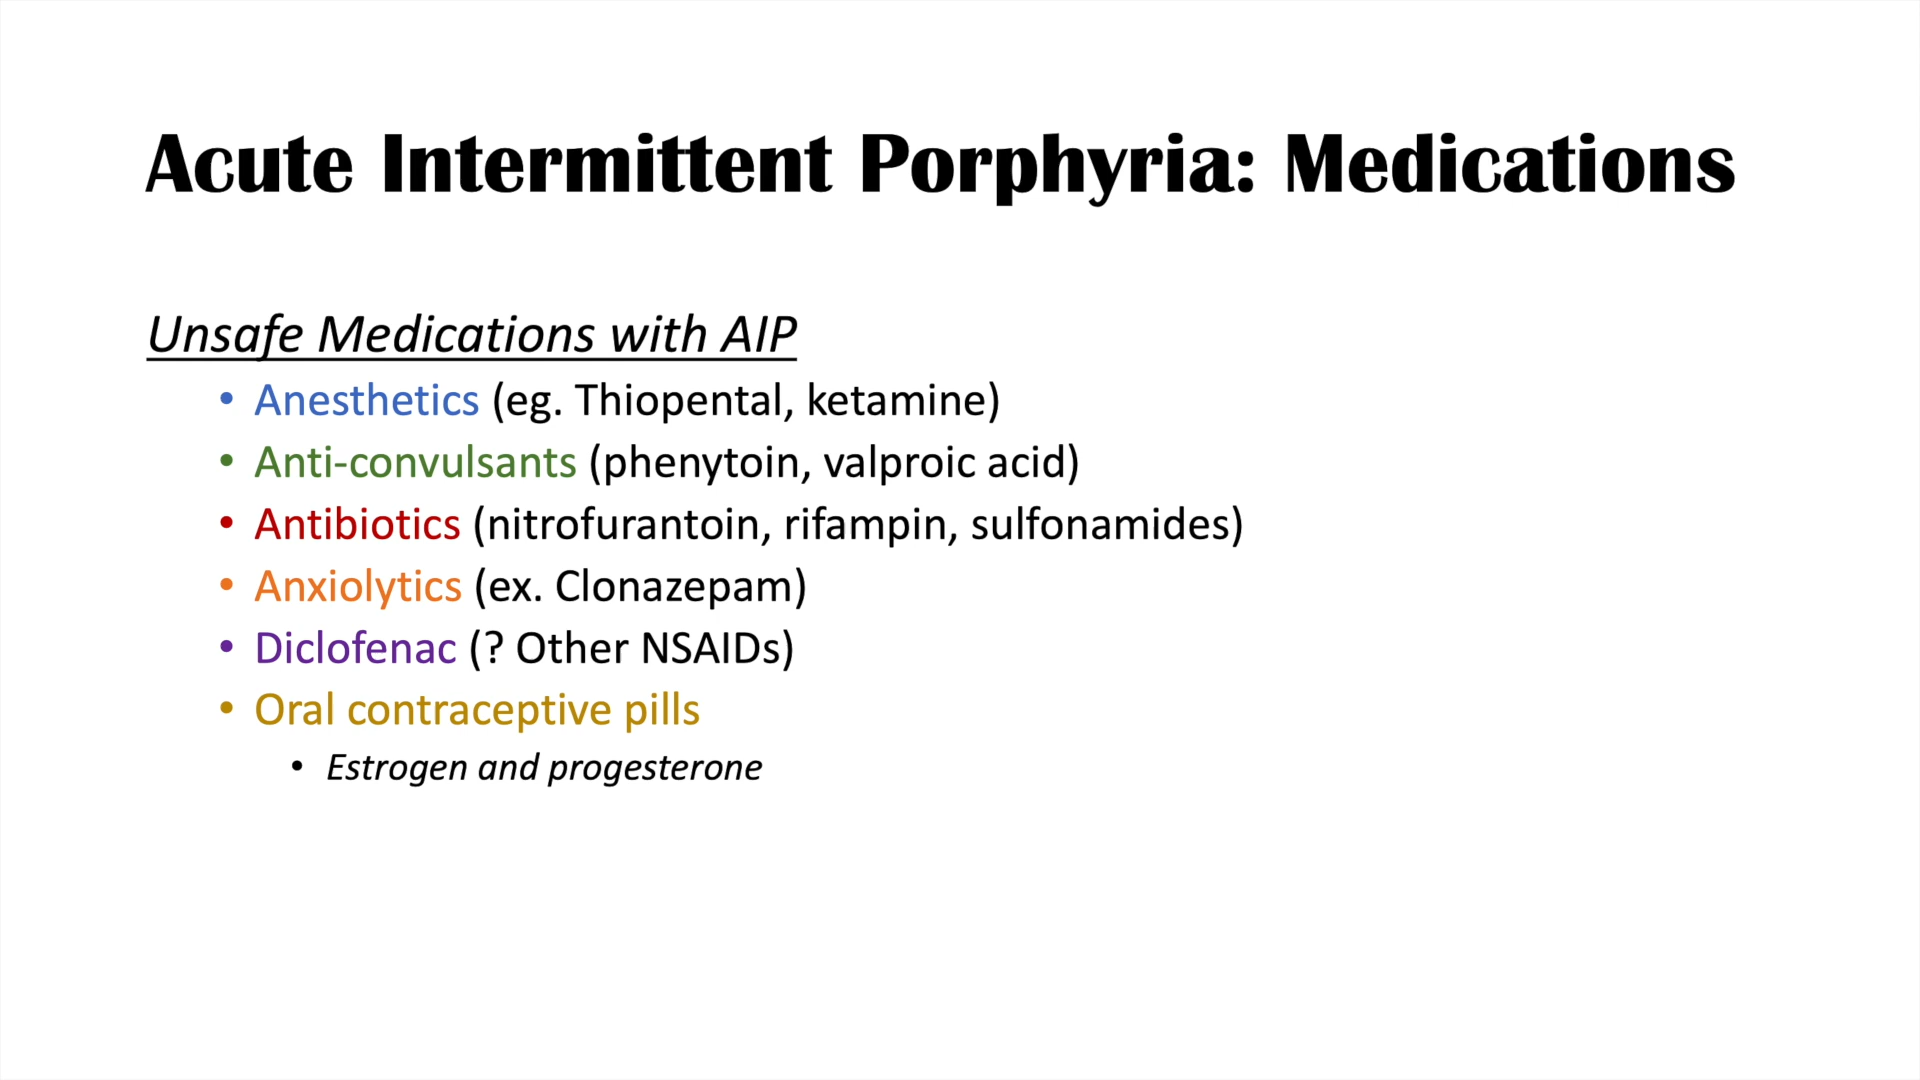 Acute Intermittent Porphyria: Medications
Unsafe Medications with AIP
• Anesthetics (eg. Thiopental, ketamine)
• Anti-convulsants (phenytoin, valproic acid)
• Antibiotics (nitrofurantoin, rifampin, sulfonamides)
• Anxiolytics (ex. Clonazepam)
• Diclofenac (? Other NSAIDs)
• Oral contraceptive pills
• Estrogen and progesterone